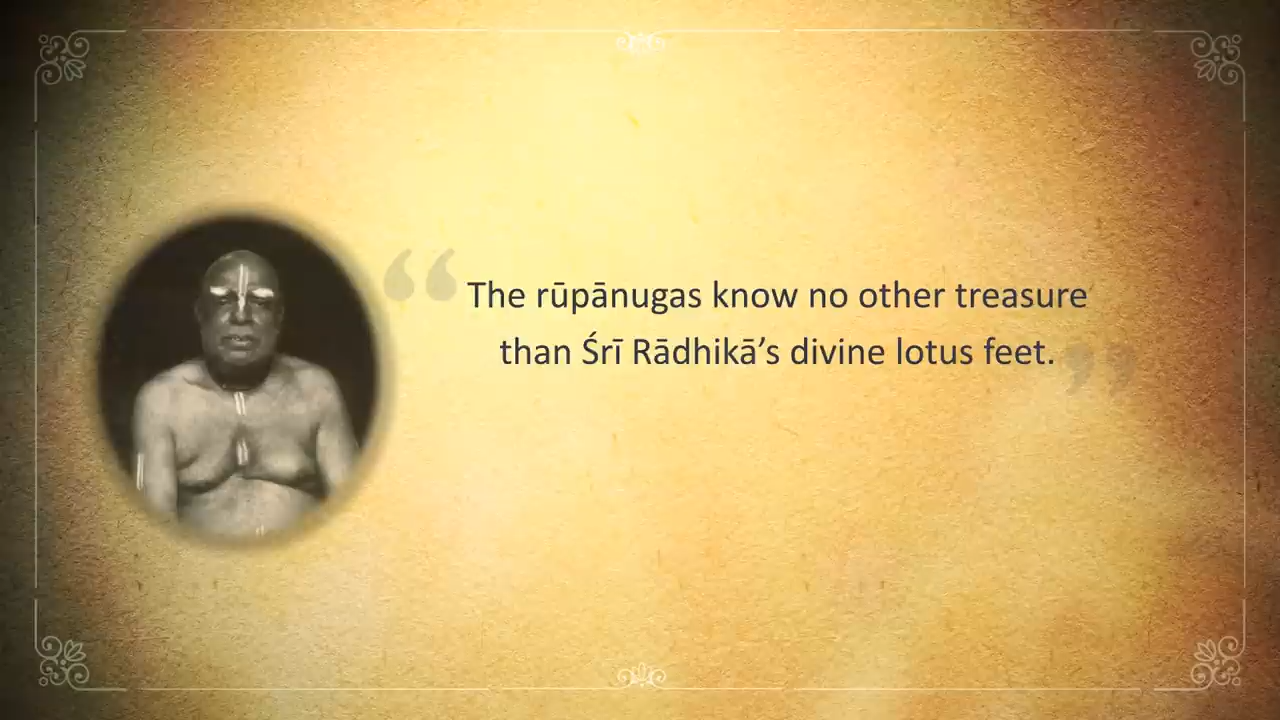 “The rūpānugas know no other treasure
than Śrī Rādhikā’s divine lotus feet.”